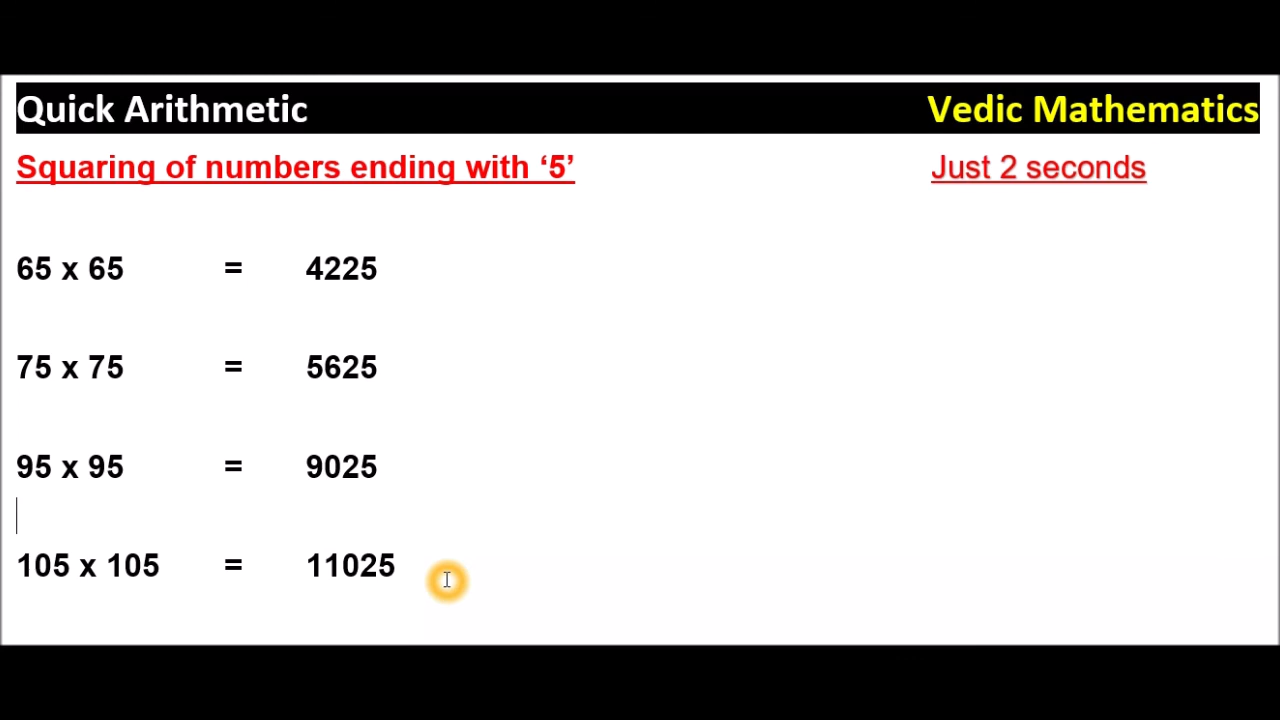 Quick Arithmetic Vedic Mathematics
Squaring of numbers ending with ‘5’ Just 2 seconds
65 x 65 = 4225
75 x 75 = 5625
95 x 95 = 9025
105 x 105 = 11025